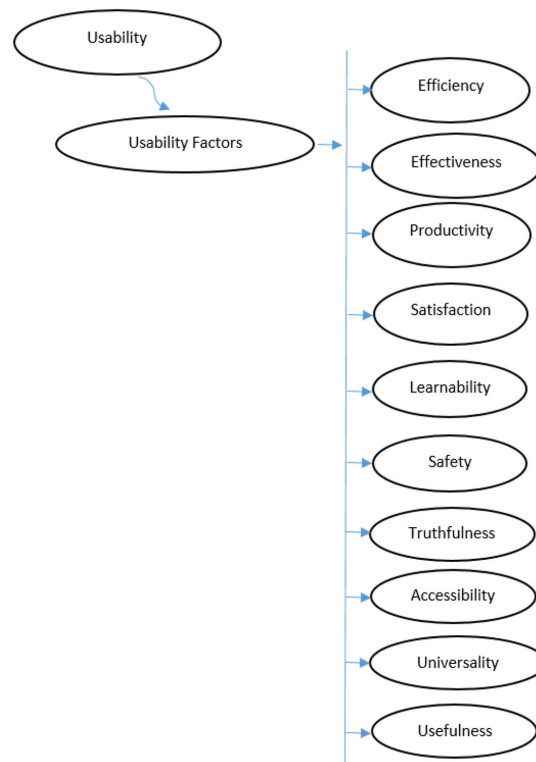 Usability
Usability Factors
Efficiency
Effectiveness
Productivity
Satisfaction
Learnability
Safety
Truthfulness
Accessibility
Universality
Usefulness